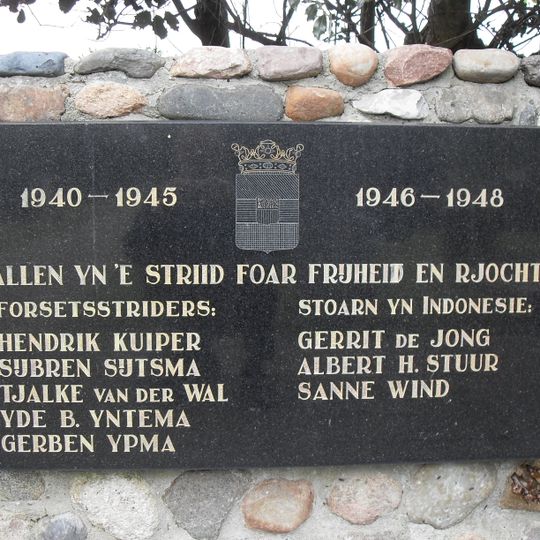 1940 – 1945
1946 – 1948
ALLEN YN 'E STRIID FOAR FRIJHEID EN RJOCHT
FORSETSSTRIDERS:
HENDRIK KUIPER
SIJBREN SIJTSMA
TJALKE VAN DER WAL
YDE B. YNTEMA
GERBEN YPMA
STOARN YN INDONESIE:
GERRIT DE JONG
ALBERT H. STUUR
SANNE WIND